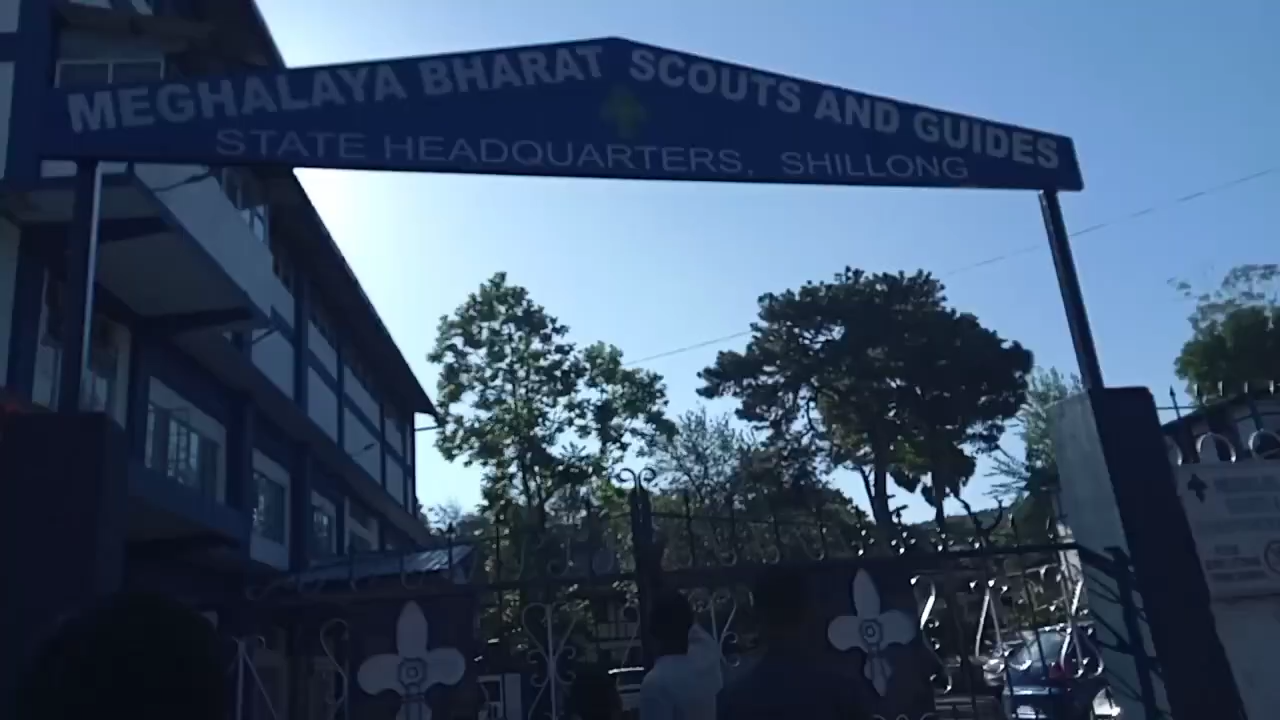 MEGHALAYA BHARAT SCOUTS AND GUIDES
STATE HEADQUARTERS, SHILLONG